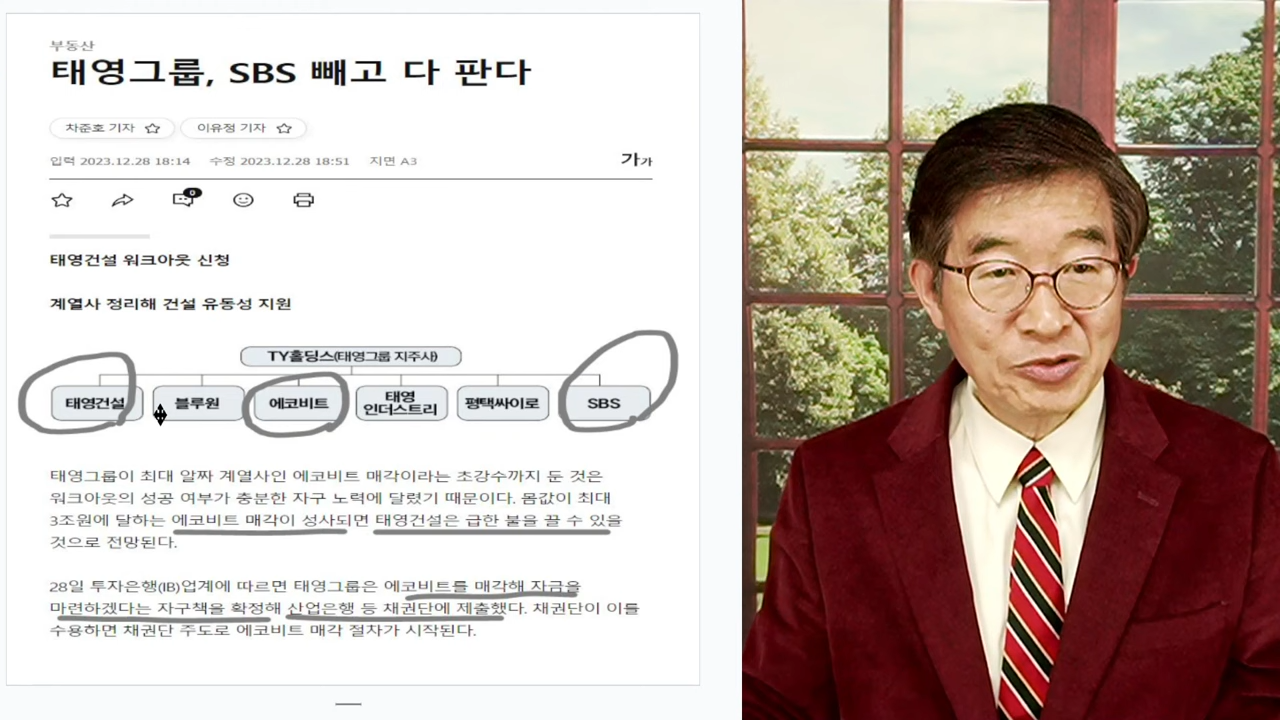 부동산
태영그룹, SBS 빼고 다 판다
차준호 기자 이유정 기자
입력 2023.12.28 18:14 수정 2023.12.28 18:51 지면 A3 가가
0
태영건설 워크아웃 신청
계열사 정리해 건설 유동성 지원
TY홀딩스(태영그룹 지주사)
태영건설 블루원 에코비트 태영 인더스트리 평택싸이로 SBS
태영그룹이 최대 알짜 계열사인 에코비트 매각이라는 초강수까지 둔 것은
워크아웃의 성공 여부가 충분한 자구 노력에 달렸기 때문이다. 몸값이 최대
3조원에 달하는 에코비트 매각이 성사되면 태영건설은 급한 불을 끌 수 있을
것으로 전망된다.
28일 투자은행(IB)업계에 따르면 태영그룹은 에코비트를 매각해 자금을
마련하겠다는 자구책을 확정해 산업은행 등 채권단에 제출했다. 채권단이 이를
수용하면 채권단 주도로 에코비트 매각 절차가 시작된다.